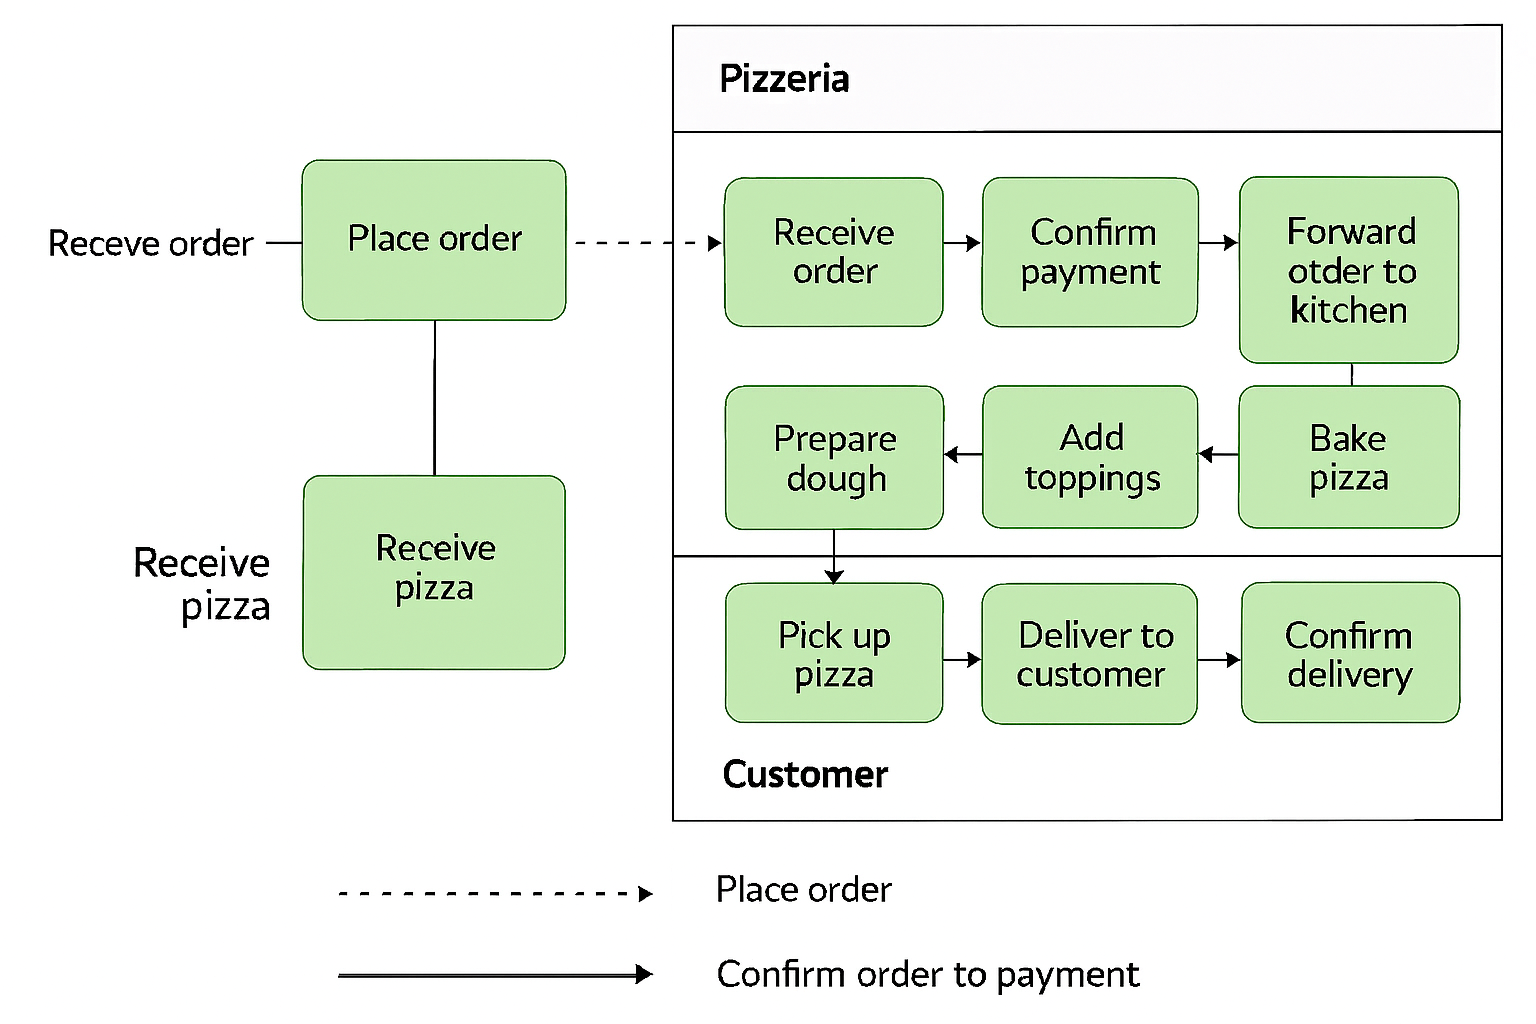 Pizzeria
Receve order
Place order
Receive
order
Confirm
payment
Forward
otder to
kitchen
Prepare
dough
Add
toppings
Bake
pizza
Receive
pizza
Receive
pizza
Pick up
pizza
Deliver to
customer
Confirm
delivery
Customer
Place order
Confirm order to payment